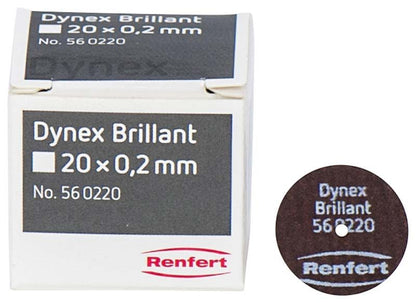 Dynex Brillant
20 x 0,2 mm
No. 56 0220
Dynex
Dynex Brillant
20 x 0,2 mm
No. 56 0220
Renfert
Dynex
Brillant
56 0220
Renfert